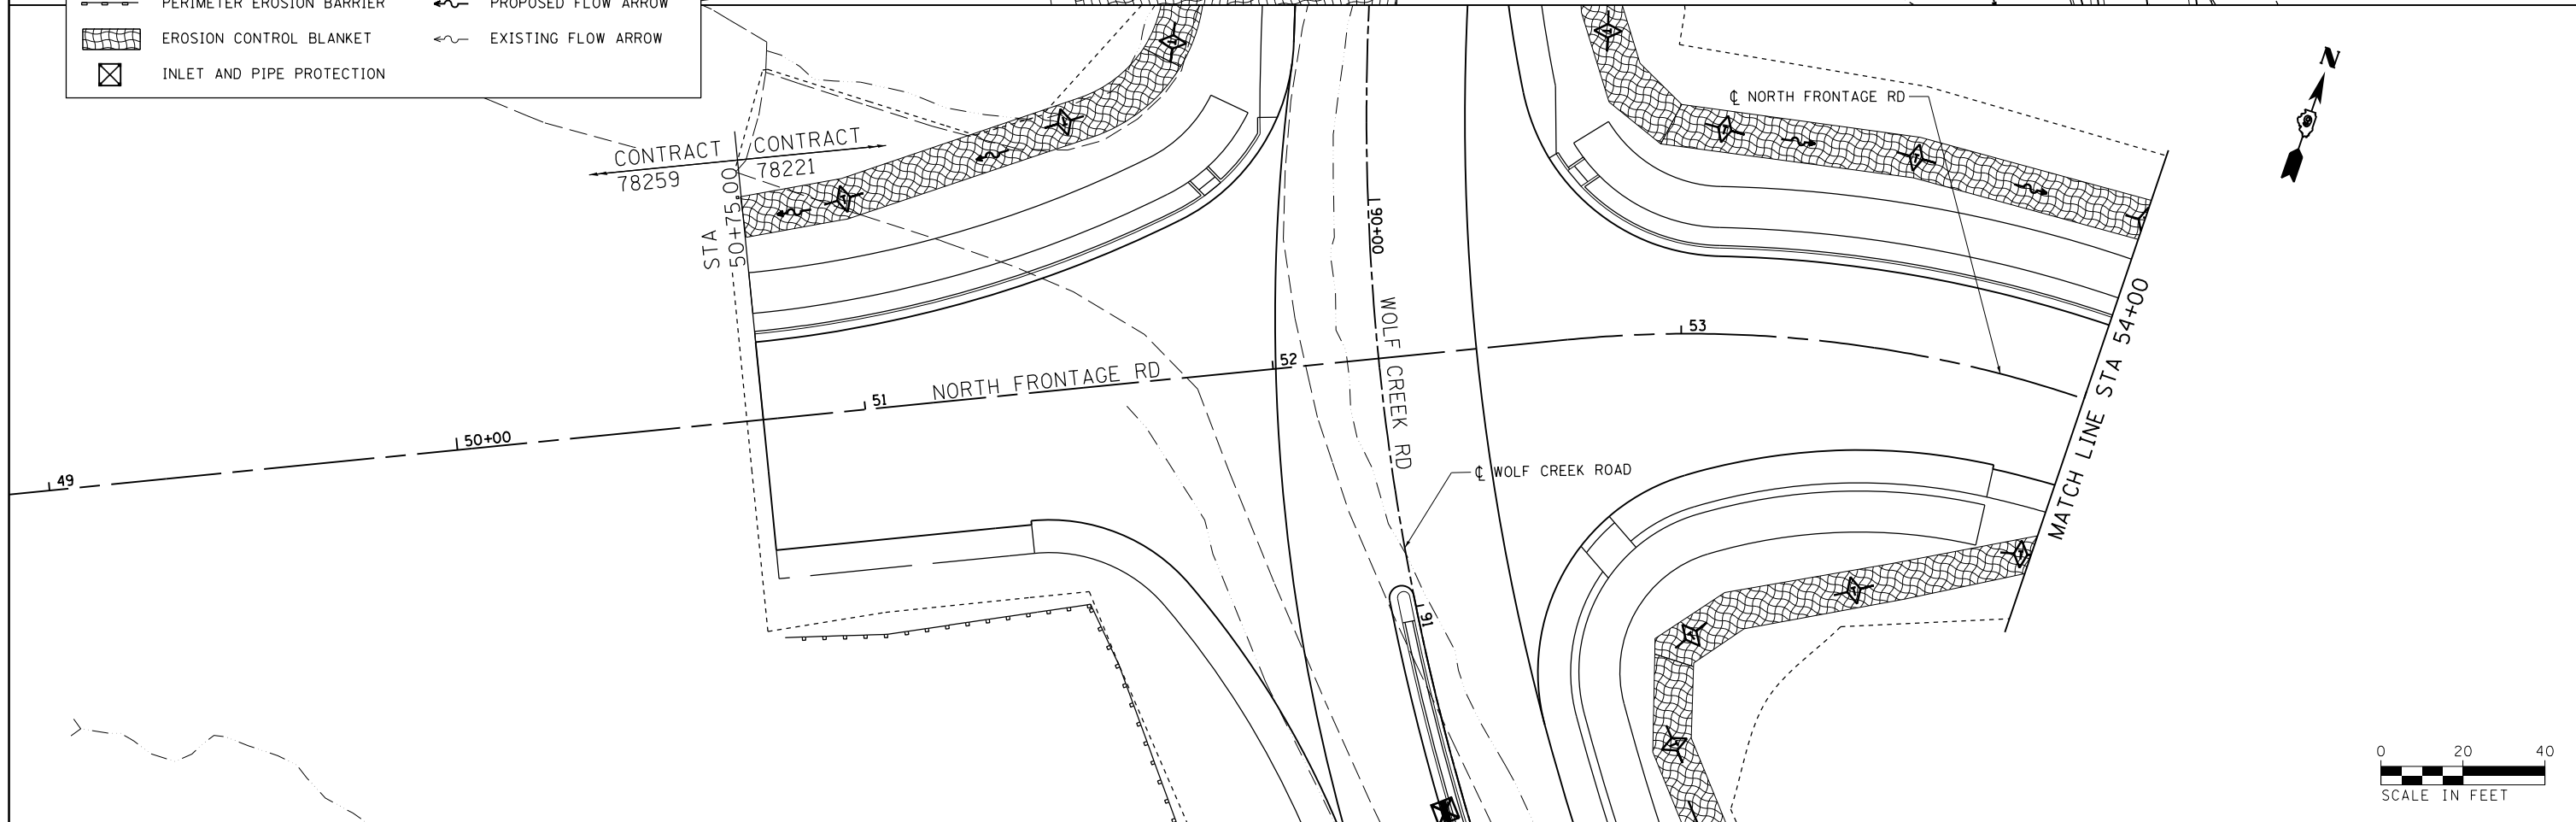 PERIMETER EROSION BARRIER
PROPOSED FLOW ARROW
EROSION CONTROL BLANKET
EXISTING FLOW ARROW
INLET AND PIPE PROTECTION
N
℄ NORTH FRONTAGE RD
CONTRACT
CONTRACT
78259
78221
STA
50+75.00
90+00
WOLF CREEK RD
53
52
NORTH FRONTAGE RD
51
50+00
49
℄ WOLF CREEK ROAD
MATCH LINE STA 54+00
91
0 20 40
SCALE IN FEET